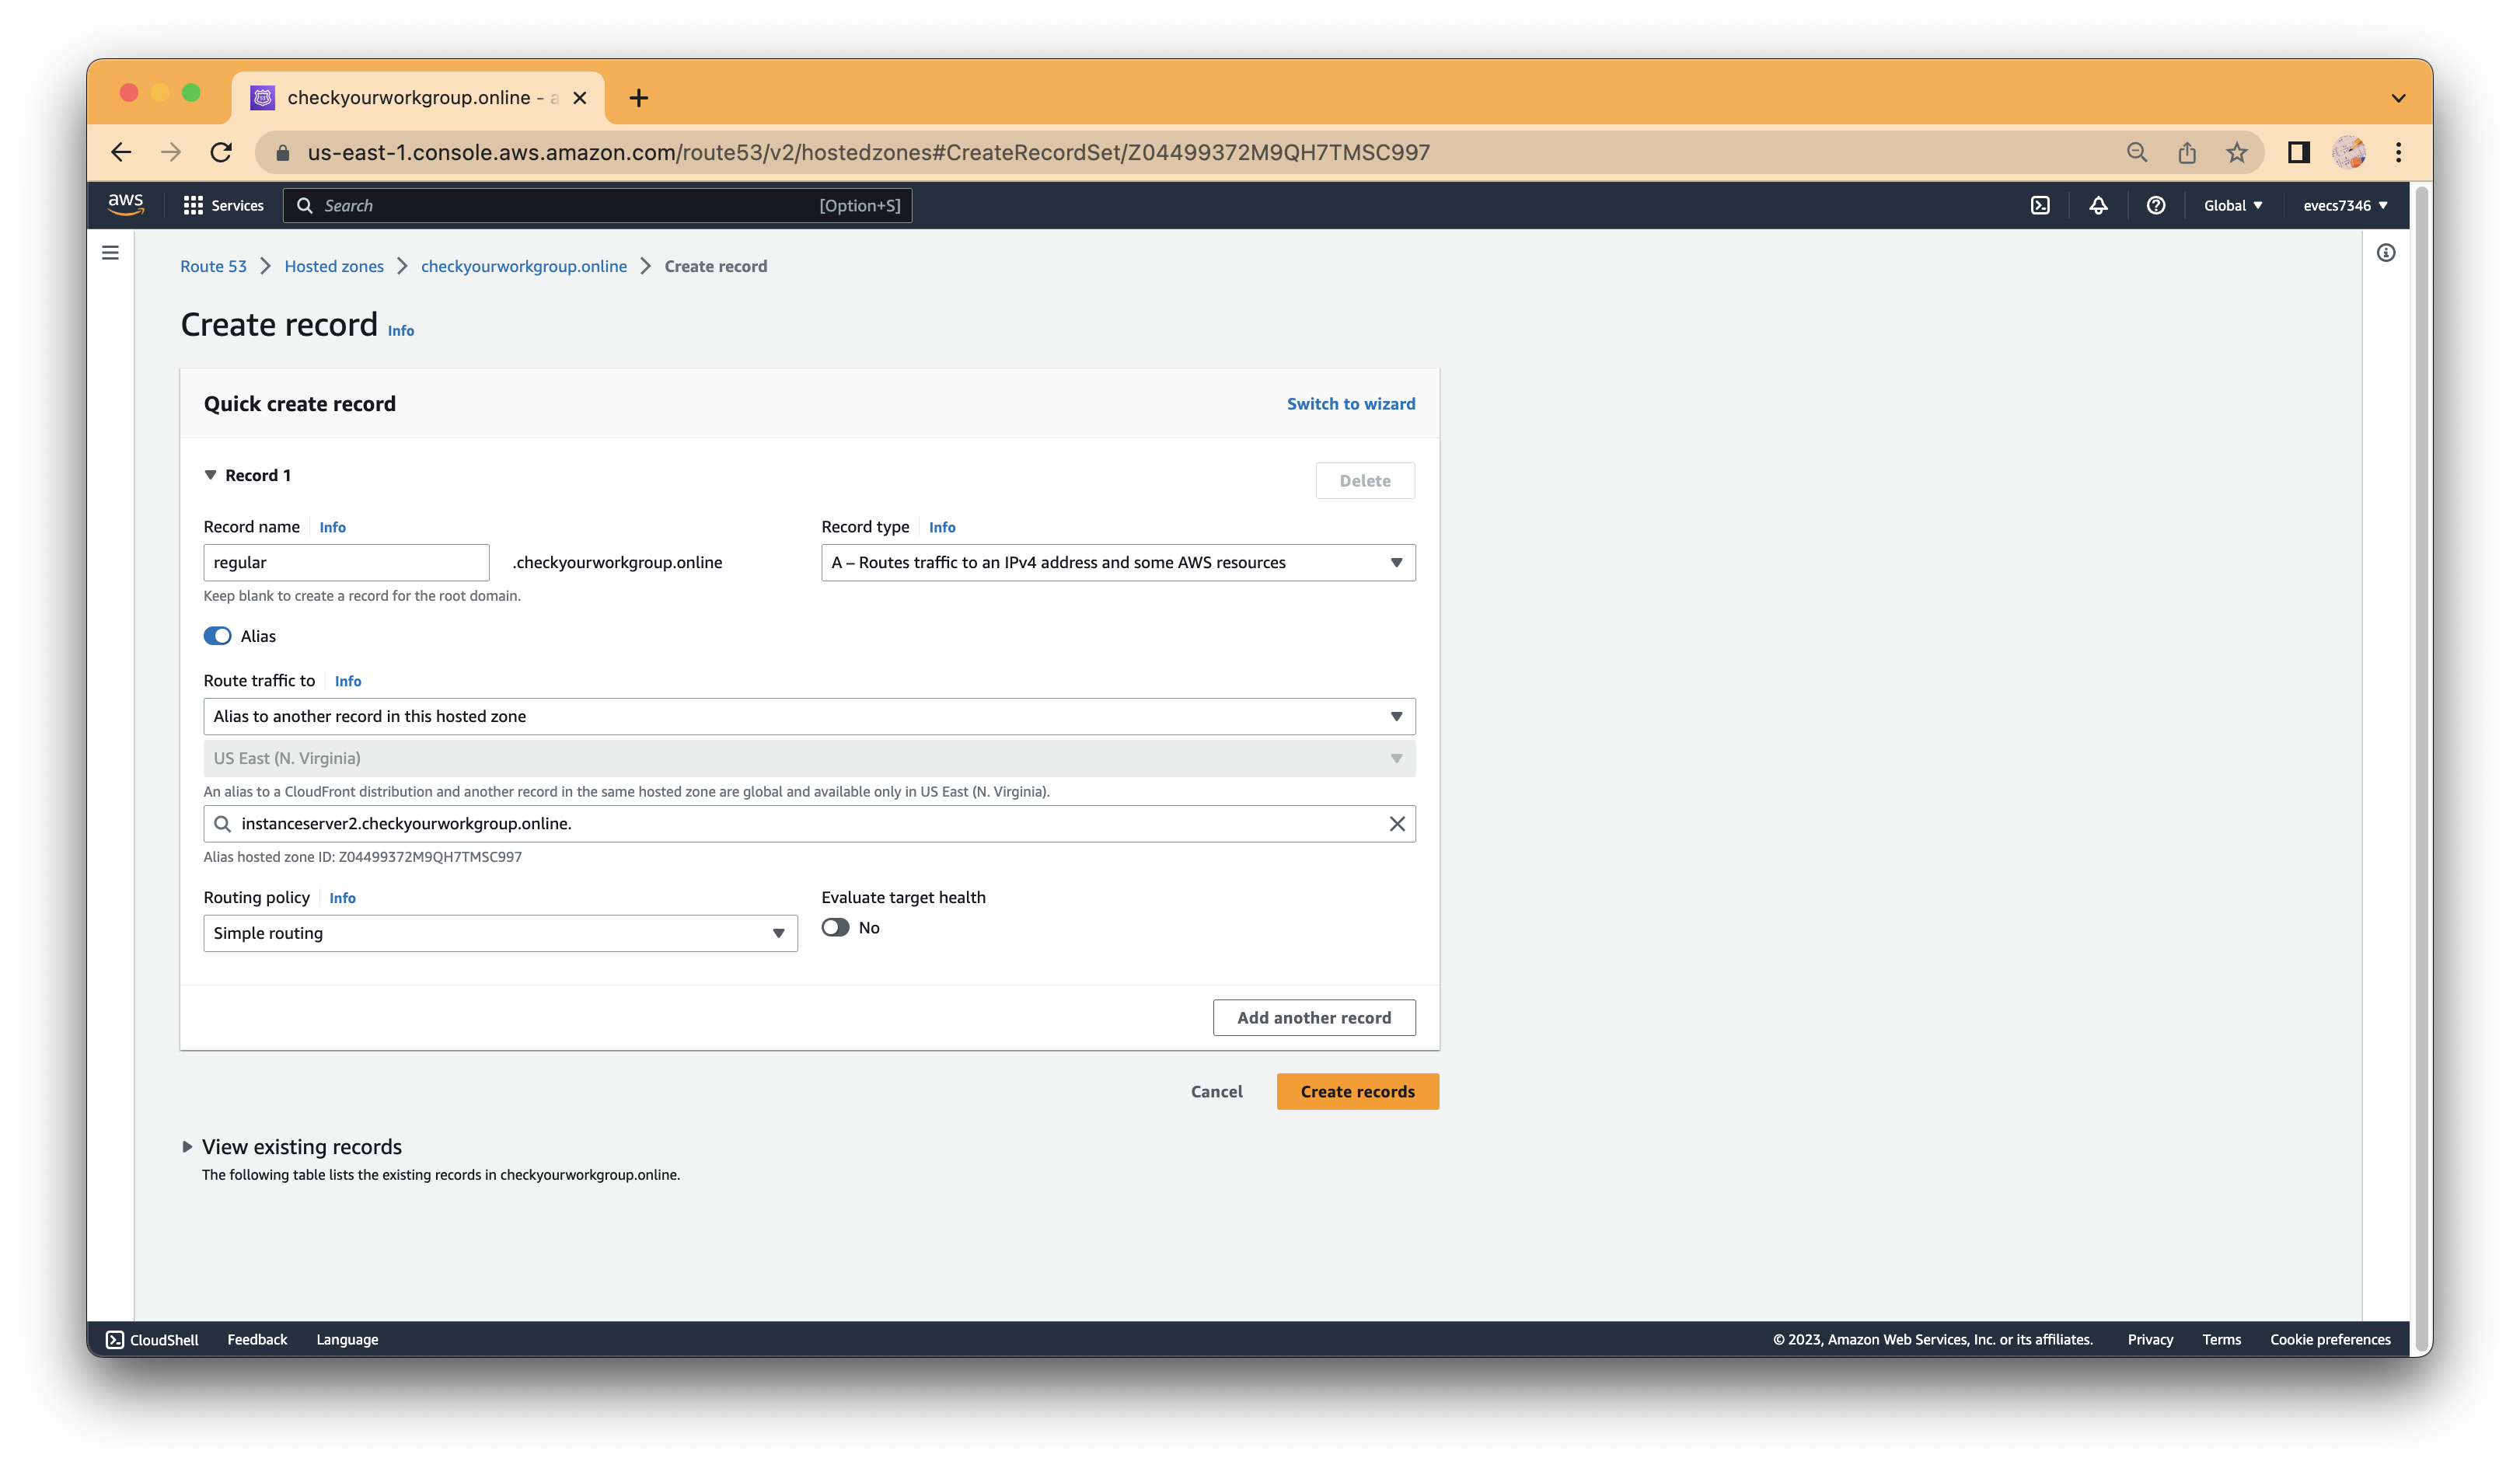 checkyourworkgroup.online - a
us-east-1.console.aws.amazon.com/route53/v2/hostedzones#CreateRecordSet/Z04499372M9QH7TMSC997
aws Services Search [Option+S] Global evecs7346
Route 53 Hosted zones checkyourworkgroup.online Create record
Create record Info
Quick create record Switch to wizard
Record 1 Delete
Record name Info Record type Info
regular .checkyourworkgroup.online A – Routes traffic to an IPv4 address and some AWS resources
Keep blank to create a record for the root domain.
Alias
Route traffic to Info
Alias to another record in this hosted zone
US East (N. Virginia)
An alias to a CloudFront distribution and another record in the same hosted zone are global and available only in US East (N. Virginia).
instanceserver2.checkyourworkgroup.online.
Alias hosted zone ID: Z04499372M9QH7TMSC997
Routing policy Info Evaluate target health
Simple routing No
Add another record
Cancel Create records
View existing records
The following table lists the existing records in checkyourworkgroup.online.
CloudShell Feedback Language © 2023, Amazon Web Services, Inc. or its affiliates. Privacy Terms Cookie preferences